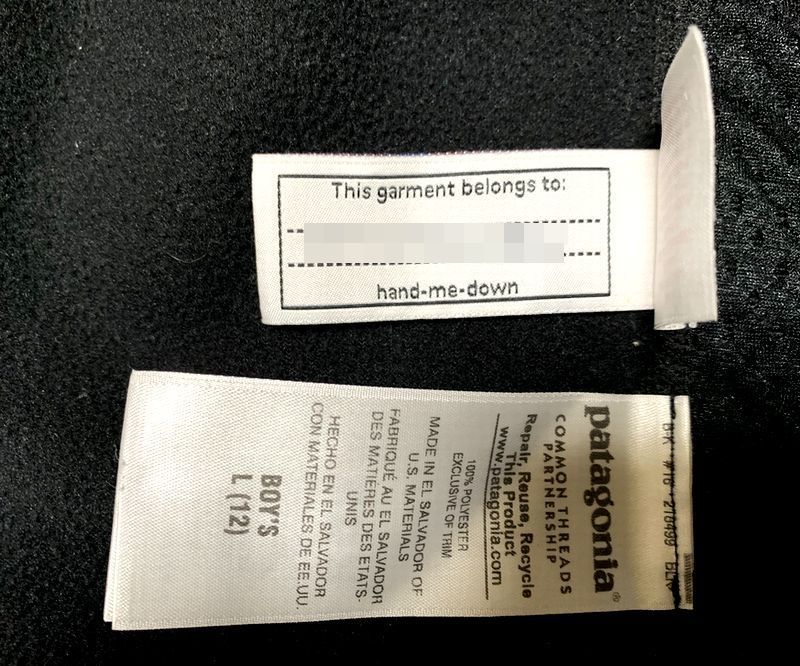 This garment belongs to:
hand-me-down
patagonia®
COMMON THREADS
PARTNERSHIP
Repair, Reuse, Recycle
This Product
www.patagonia.com
100% POLYESTER
EXCLUSIVE OF TRIM
MADE IN EL SALVADOR OF
U.S. MATERIALS
FABRIQUÉ AU EL SALVADOR
DES MATIÈRES DES ETATS-
UNIS
HECHO EN EL SALVADOR
CON MATERIALES DE EE.UU.
BOY'S
L (12)